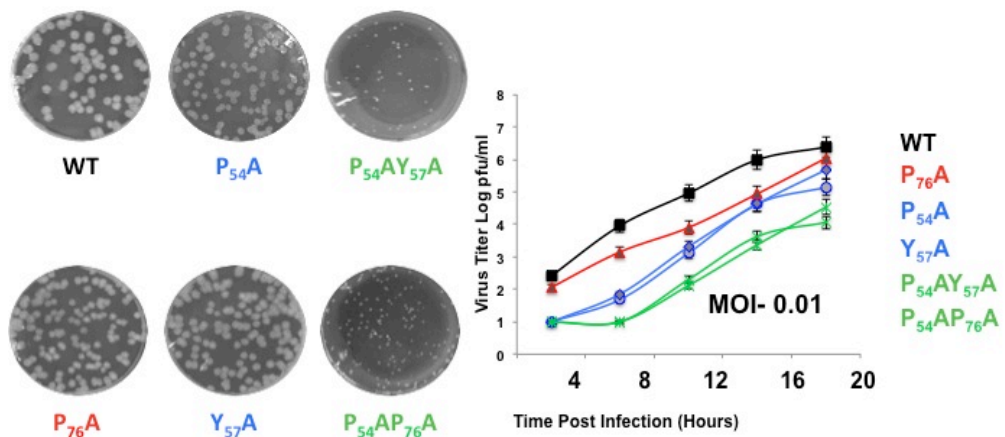 WT
P₅₄A
P₅₄AY₅₇A
P₇₆A
Y₅₇A
P₅₄AP₇₆A
Virus Titer Log pfu/ml
8
7
6
5
4
3
2
1
0
MOI- 0.01
4 8 12 16 20
Time Post Infection (Hours)
WT
P₇₆A
P₅₄A
Y₅₇A
P₅₄AY₅₇A
P₅₄AP₇₆A